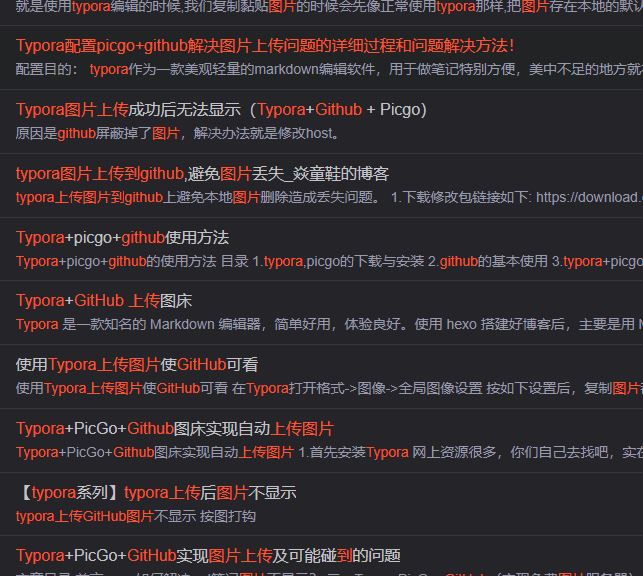 就是使用typora编辑的时候,我们复制黏贴图片的时候会先像正常使用typora那样,把图片存在本地的默认
Typora配置picgo+github解决图片上传问题的详细过程和问题解决方法！
配置目的： typora作为一款美观轻量的markdown编辑软件，用于做笔记特别方便，美中不足的地方就
Typora图片上传成功后无法显示（Typora+Github + Picgo）
原因是github屏蔽掉了图片，解决办法就是修改host。
typora图片上传到github,避免图片丢失_焱童鞋的博客
typora上传图片到github上避免本地图片删除造成丢失问题。 1.下载修改包链接如下: https://download.
Typora+picgo+github使用方法
Typora+picgo+github的使用方法 目录 1.typora,picgo的下载与安装 2.github的基本使用 3.typora+picgo
Typora+GitHub 上传图床
Typora 是一款知名的 Markdown 编辑器，简单好用，体验良好。使用 hexo 搭建好博客后，主要是用
使用Typora上传图片使GitHub可看
使用Typora上传图片使GitHub可看 在Typora打开格式->图像->全局图像设置 按如下设置后，复制图片
Typora+PicGo+Github图床实现自动上传图片
Typora+PicGo+Github图床实现自动上传图片 1.首先安装Typora 网上资源很多，你们自己去找吧，实在
【typora系列】typora上传后图片不显示
typora上传GitHub图片不显示 按图打钩
Typora+PicGo+GitHub实现图片上传及可能碰到的问题